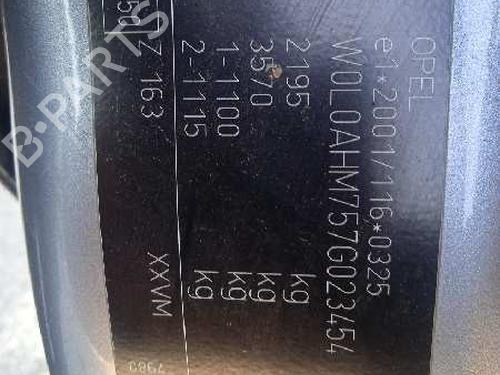 OPEL
e1*2001/116*0325
W0L0AHM757G023454
2195 kg
3570 kg
1-1100 kg
2-1115 kg
Z 163 XXVM
B-PARTS